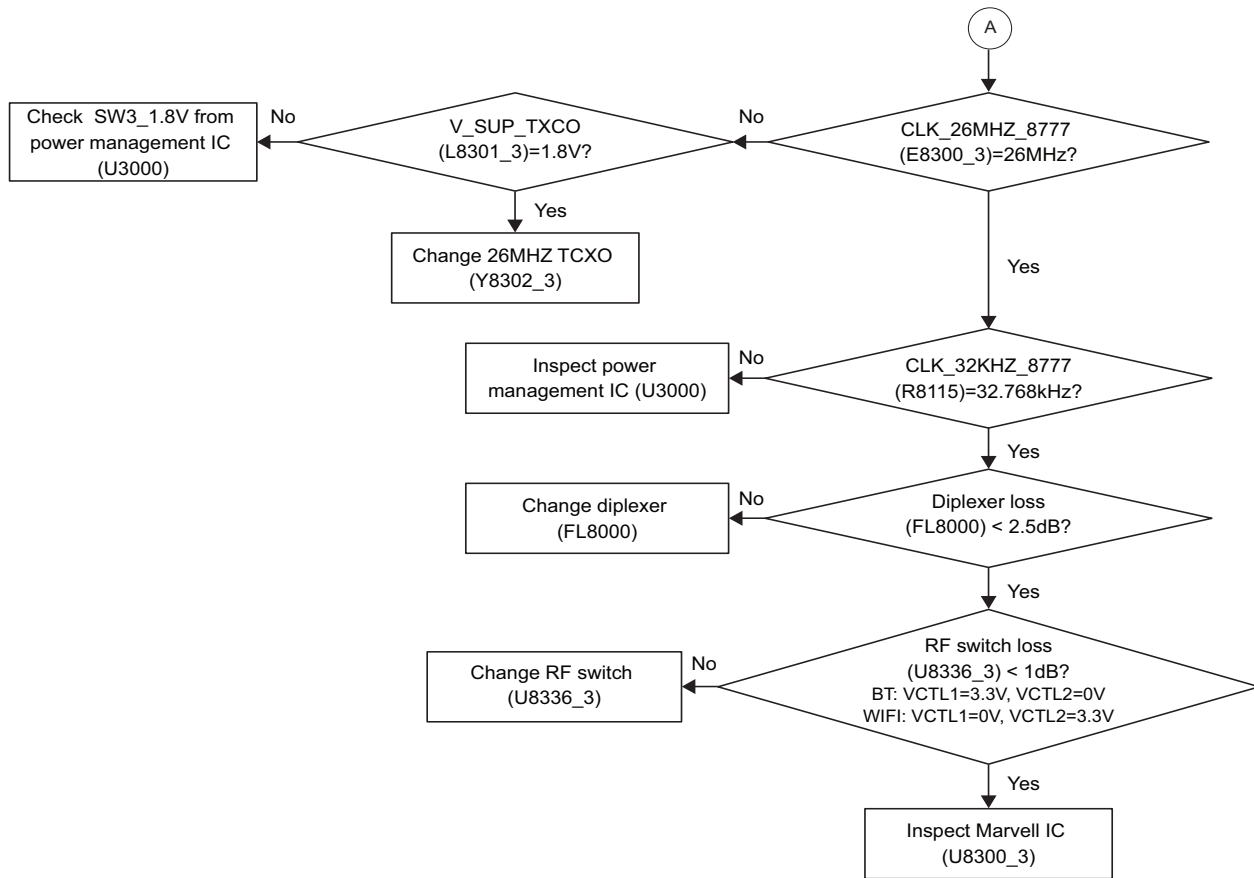 A
CLK_26MHZ_8777
(E8300_3)=26MHz?
No
V_SUP_TXCO
(L8301_3)=1.8V?
No
Check  SW3_1.8V from
power management IC
(U3000)
Yes
Change 26MHZ TCXO
(Y8302_3)
Yes
CLK_32KHZ_8777
(R8115)=32.768kHz?
No
Inspect power
management IC (U3000)
Yes
Diplexer loss
(FL8000) < 2.5dB?
No
Change diplexer
(FL8000)
Yes
RF switch loss
(U8336_3) < 1dB?
BT: VCTL1=3.3V, VCTL2=0V
WIFI: VCTL1=0V, VCTL2=3.3V
No
Change RF switch
(U8336_3)
Yes
Inspect Marvell IC
(U8300_3)